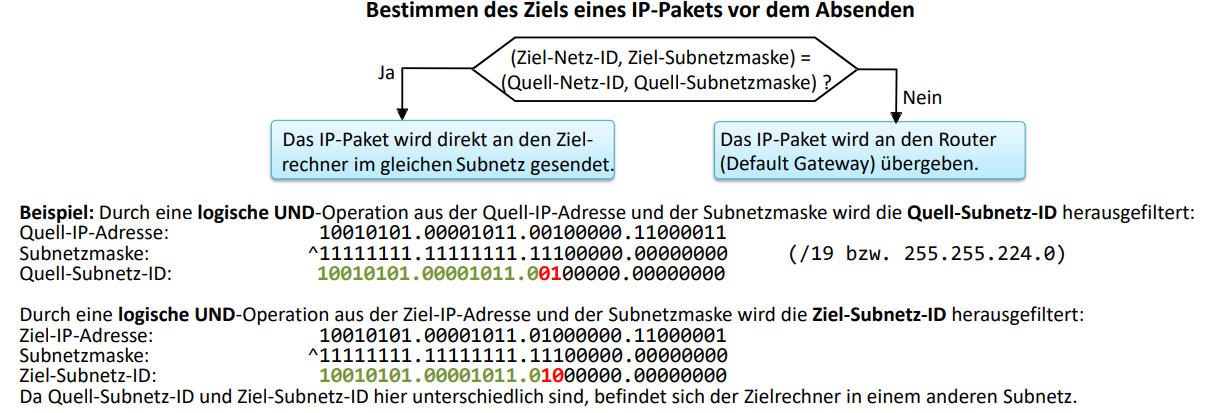 Bestimmen des Ziels eines IP-Pakets vor dem Absenden
(Ziel-Netz-ID, Ziel-Subnetzmaske) =
(Quell-Netz-ID, Quell-Subnetzmaske) ?
Ja
Nein
Das IP-Paket wird direkt an den Ziel-
rechner im gleichen Subnetz gesendet.
Das IP-Paket wird an den Router
(Default Gateway) übergeben.
Beispiel: Durch eine logische UND-Operation aus der Quell-IP-Adresse und der Subnetzmaske wird die Quell-Subnetz-ID herausgefiltert:
Quell-IP-Adresse: 10010101.00001011.00100000.11000011
Subnetzmaske: ^11111111.11111111.11100000.00000000 (/19 bzw. 255.255.224.0)
Quell-Subnetz-ID: 10010101.00001011.00100000.00000000
Durch eine logische UND-Operation aus der Ziel-IP-Adresse und der Subnetzmaske wird die Ziel-Subnetz-ID herausgefiltert:
Ziel-IP-Adresse: 10010101.00001011.01000000.11000001
Subnetzmaske: ^11111111.11111111.11100000.00000000
Ziel-Subnetz-ID: 10010101.00001011.01000000.00000000
Da Quell-Subnetz-ID und Ziel-Subnetz-ID hier unterschiedlich sind, befindet sich der Zielrechner in einem anderen Subnetz.